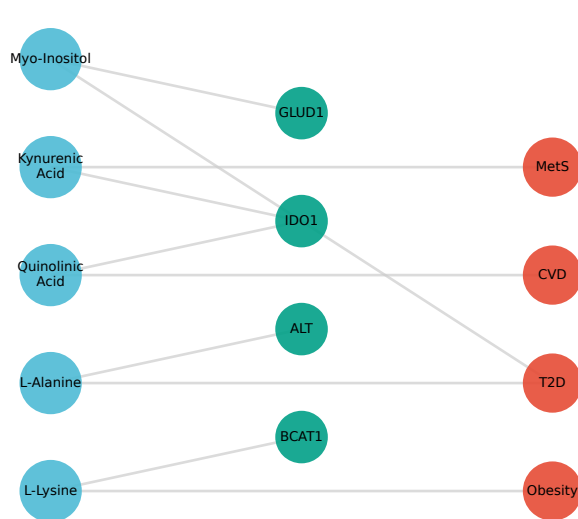 Myo-Inositol
Kynurenic
Acid
Quinolinic
Acid
L-Alanine
L-Lysine
GLUD1
IDO1
ALT
BCAT1
MetS
CVD
T2D
Obesity